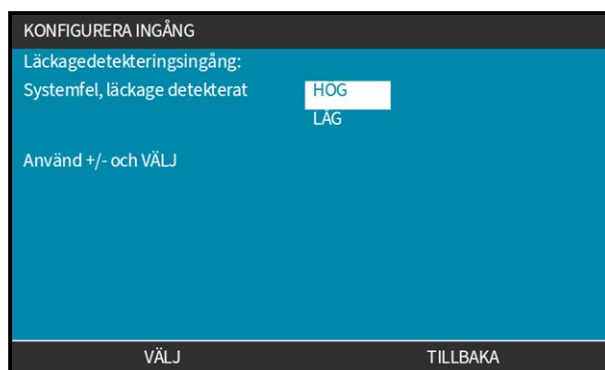 KONFIGURERA INGÅNG
Läckagedetekteringsingång:
Systemfel, läckage detekterat HÖG
LÅG
Använd +/- och VÄLJ
VÄLJ TILLBAKA